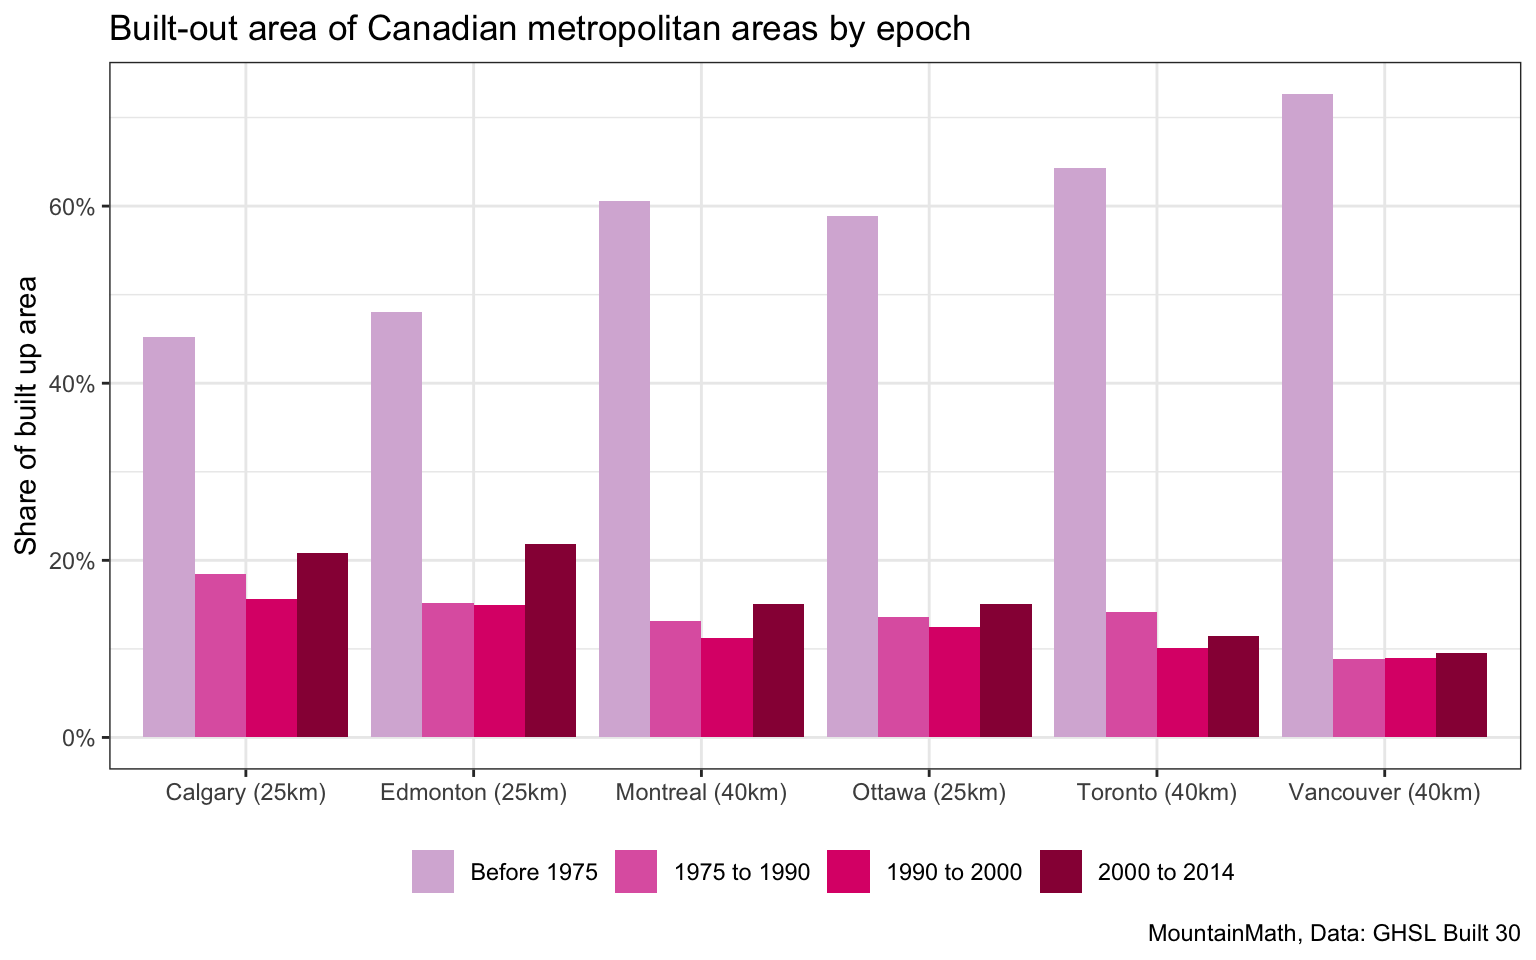 Built-out area of Canadian metropolitan areas by epoch
Share of built up area
60%
40%
20%
0%
Calgary (25km) Edmonton (25km) Montreal (40km) Ottawa (25km) Toronto (40km) Vancouver (40km)
Before 1975 1975 to 1990 1990 to 2000 2000 to 2014
MountainMath, Data: GHSL Built 30